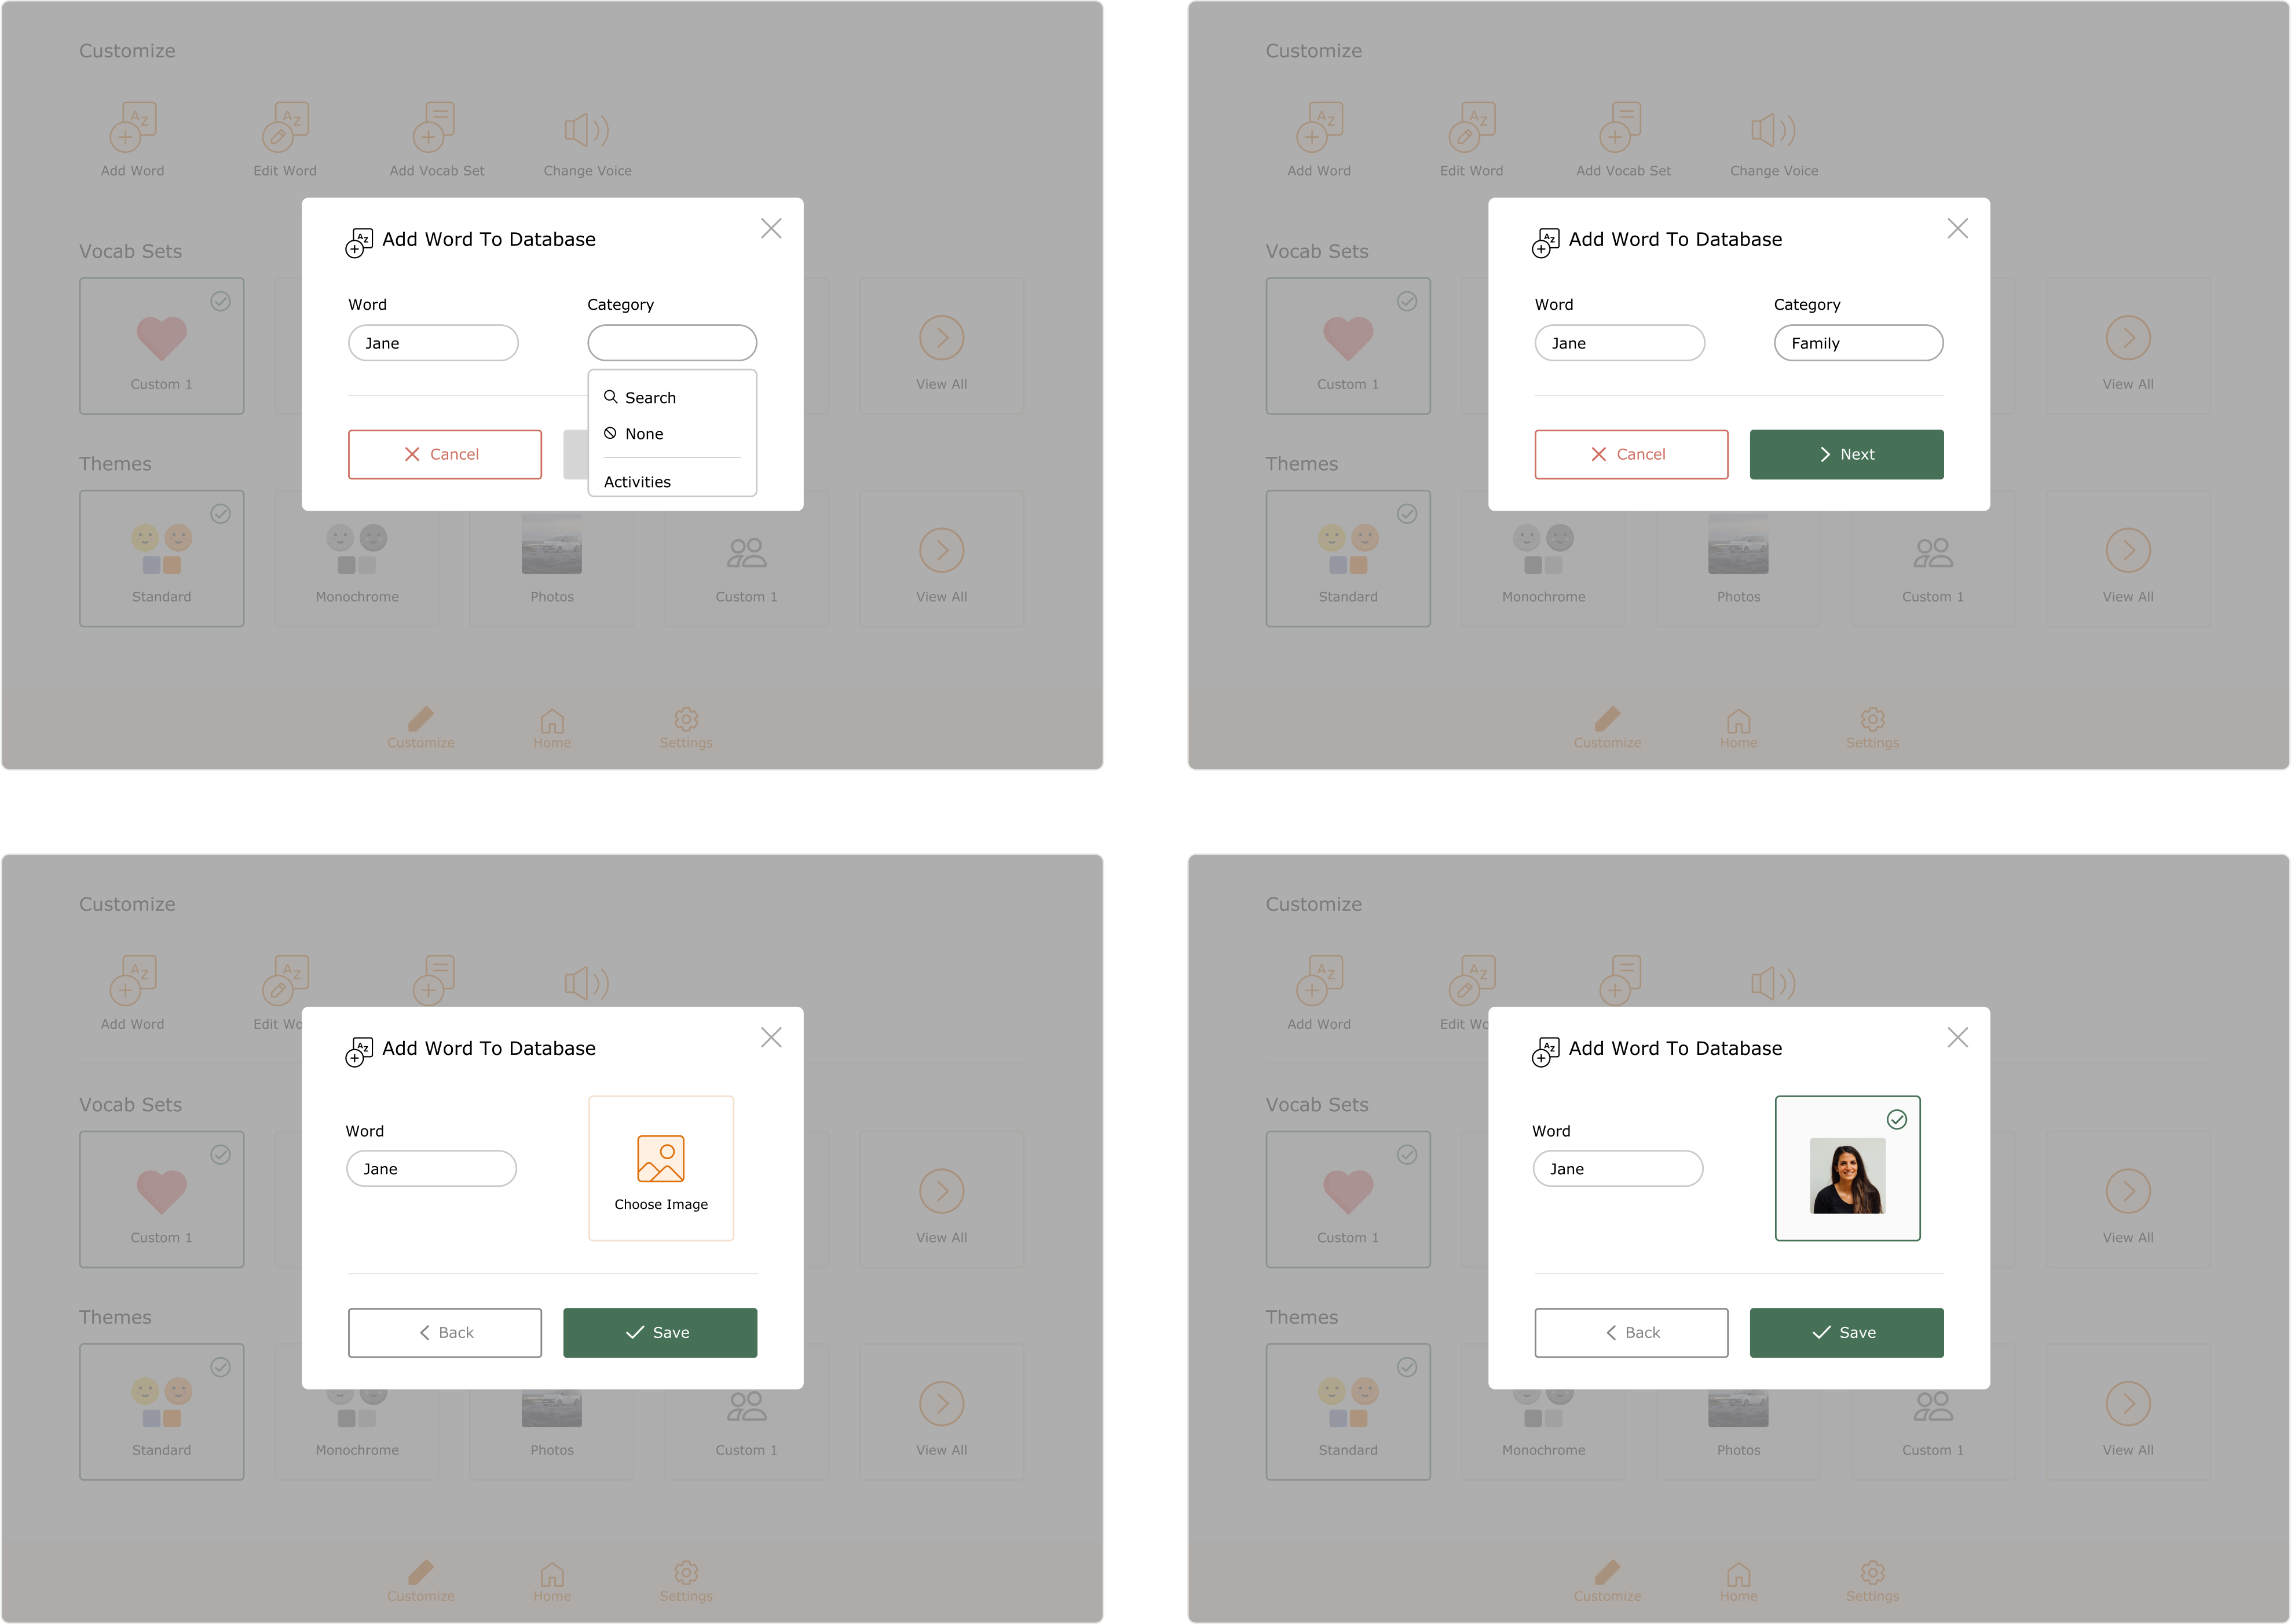 Customize
Add Word
Edit Word
Add Vocab Set
Change Voice
Add Word To Database
Vocab Sets
Word
Category
Jane
Custom 1
View All
Search
None
Activities
Cancel
Themes
Standard
Monochrome
Photos
Custom 1
View All
Customize
Home
Settings
Customize
Add Word
Edit Word
Add Vocab Set
Change Voice
Add Word To Database
Vocab Sets
Word
Category
Jane
Family
Custom 1
View All
Cancel
Next
Themes
Standard
Monochrome
Photos
Custom 1
View All
Customize
Home
Settings
Customize
Add Word
Edit Wo
Add Word To Database
Vocab Sets
Word
Jane
Choose Image
Custom 1
View All
Back
Save
Themes
Standard
Monochrome
Photos
Custom 1
View All
Customize
Home
Settings
Customize
Add Word
Edit Wo
Add Word To Database
Vocab Sets
Word
Jane
Custom 1
View All
Back
Save
Themes
Standard
Monochrome
Photos
Custom 1
View All
Customize
Home
Settings